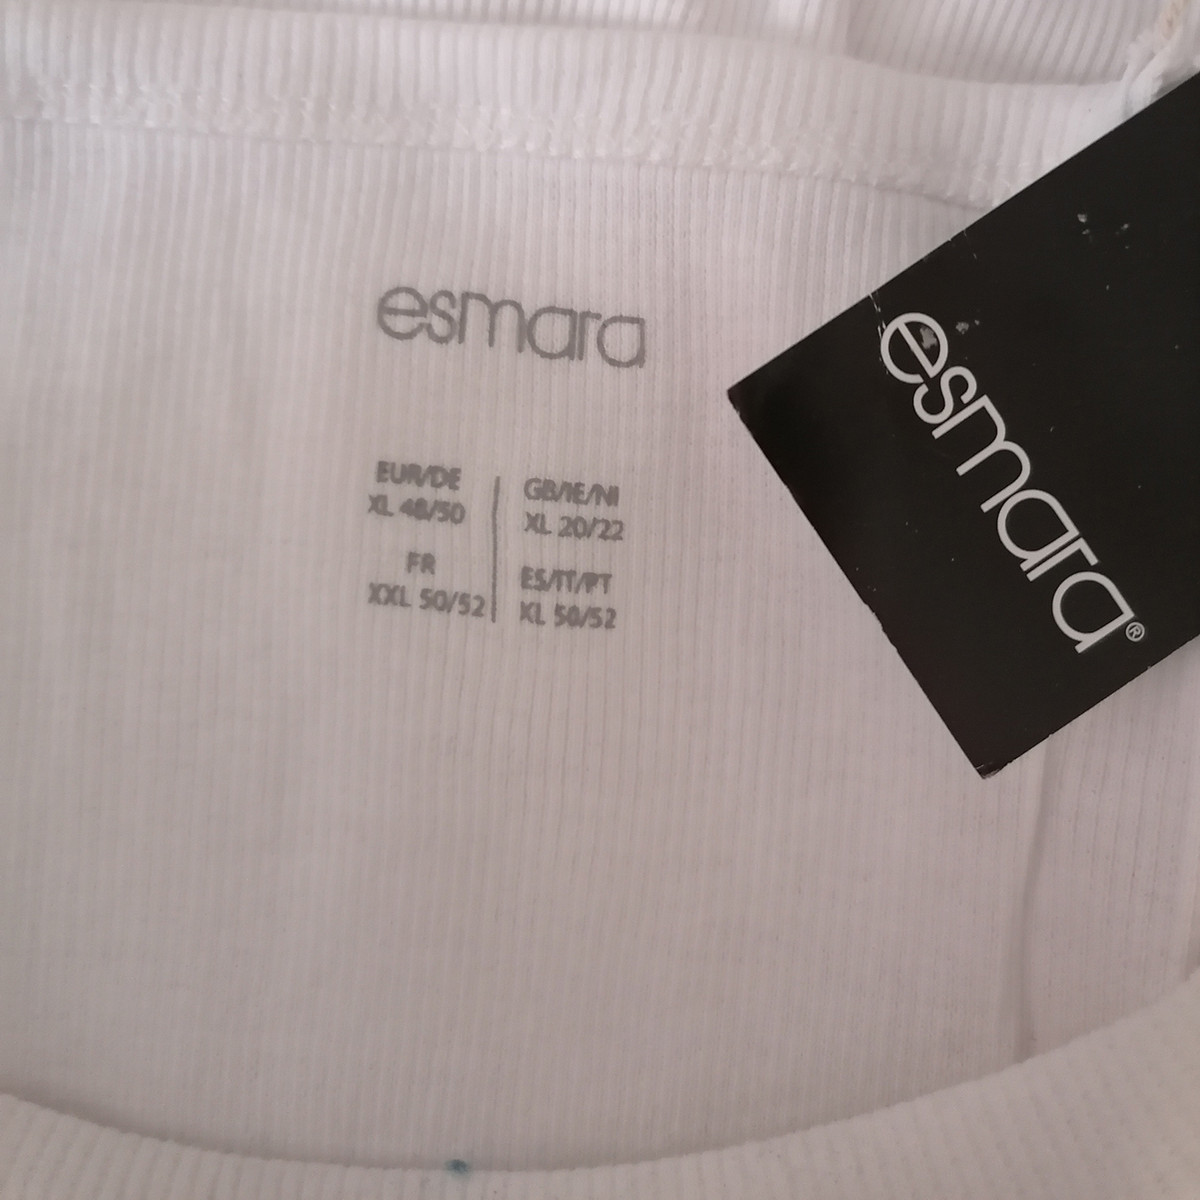 esmara
EUR/DE
XL 48/50
GB/IE/NI
XL 20/22
FR
XXL 50/52
ES/IT/PT
XL 50/52
esmara®